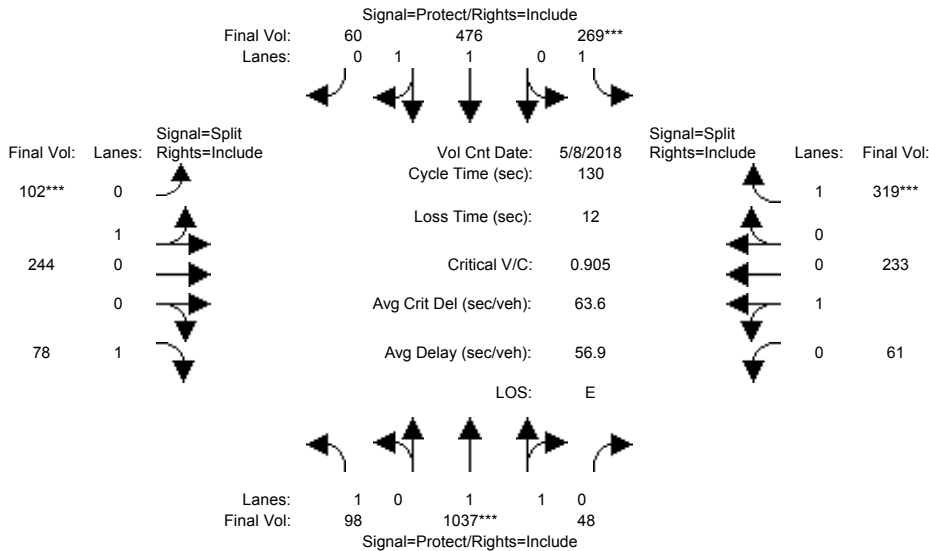 Signal=Protect/Rights=Include
Final Vol: 60 476 269***
Lanes: 0 1 1 0 1
Signal=Split
Final Vol: Lanes: Rights=Include
Vol Cnt Date: 5/8/2018
Signal=Split
Rights=Include Lanes: Final Vol:
Cycle Time (sec): 130
102*** 0
1 319***
Loss Time (sec): 12
1
0
244 0
Critical V/C: 0.905
0 233
0
Avg Crit Del (sec/veh): 63.6
1
78 1
Avg Delay (sec/veh): 56.9
0 61
LOS: E
Lanes: 1 0 1 1 0
Final Vol: 98 1037*** 48
Signal=Protect/Rights=Include